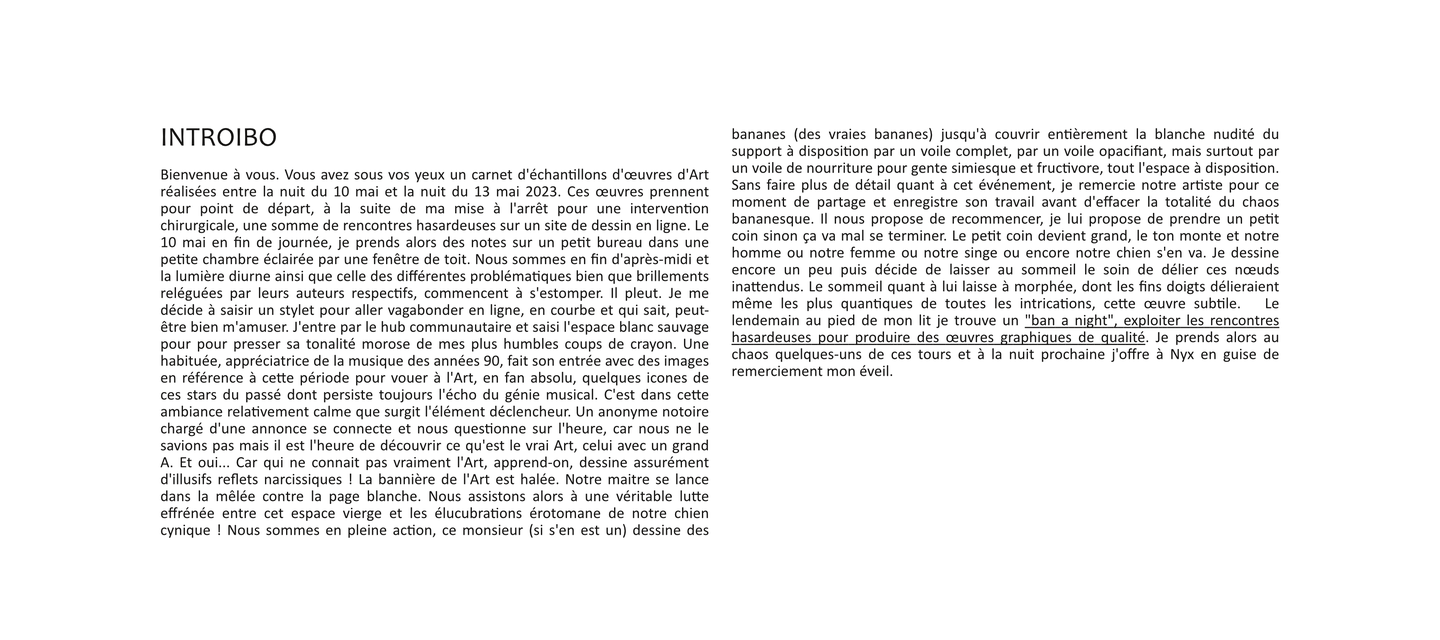 INTROIBO
Bienvenue à vous. Vous avez sous vos yeux un carnet d'échantillons d'œuvres d'Art
réalisées entre la nuit du 10 mai et la nuit du 13 mai 2023. Ces œuvres prennent
pour point de départ, à la suite de ma mise à l'arrêt pour une intervention
chirurgicale, une somme de rencontres hasardeuses sur un site de dessin en ligne. Le
10 mai en fin de journée, je prends alors des notes sur un petit bureau dans une
petite chambre éclairée par une fenêtre de toit. Nous sommes en fin d'après-midi et
la lumière diurne ainsi que celle des différentes problématiques bien que brillements
reléguées par leurs auteurs respectifs, commencent à s'estomper. Il pleut. Je me
décide à saisir un stylet pour aller vagabonder en ligne, en courbe et qui sait, peut-
être bien m'amuser. J'entre par le hub communautaire et saisi l'espace blanc sauvage
pour pour presser sa tonalité morose de mes plus humbles coups de crayon. Une
habituée, appréciatrice de la musique des années 90, fait son entrée avec des images
en référence à cette période pour vouer à l'Art, en fan absolu, quelques icones de
ces stars du passé dont persiste toujours l'écho du génie musical. C'est dans cette
ambiance relativement calme que surgit l'élément déclencheur. Un anonyme notoire
chargé d'une annonce se connecte et nous questionne sur l'heure, car nous ne le
savions pas mais il est l'heure de découvrir ce qu'est le vrai Art, celui avec un grand
A. Et oui... Car qui ne connait pas vraiment l'Art, apprend-on, dessine assurément
d'illusifs reflets narcissiques ! La bannière de l'Art est halée. Notre maitre se lance
dans la mêlée contre la page blanche. Nous assistons alors à une véritable lutte
effrénée entre cet espace vierge et les élucubrations érotomane de notre chien
cynique ! Nous sommes en pleine action, ce monsieur (si s'en est un) dessine des
bananes (des vraies bananes) jusqu'à couvrir entièrement la blanche nudité du
support à disposition par un voile complet, par un voile opacifiant, mais surtout par
un voile de nourriture pour gente simiesque et fructivore, tout l'espace à disposition.
Sans faire plus de détail quant à cet événement, je remercie notre artiste pour ce
moment de partage et enregistre son travail avant d'effacer la totalité du chaos
bananesque. Il nous propose de recommencer, je lui propose de prendre un petit
coin sinon ça va mal se terminer. Le petit coin devient grand, le ton monte et notre
homme ou notre femme ou notre singe ou encore notre chien s'en va. Je dessine
encore un peu puis décide de laisser au sommeil le soin de délier ces nœuds
inattendus. Le sommeil quant à lui laisse à morphée, dont les fins doigts délieraient
même les plus quantiques de toutes les intrications, cette œuvre subtile. Le
lendemain au pied de mon lit je trouve un "ban a night", exploiter les rencontres
hasardeuses pour produire des œuvres graphiques de qualité. Je prends alors au
chaos quelques-uns de ces tours et à la nuit prochaine j'offre à Nyx en guise de
remerciement mon éveil.